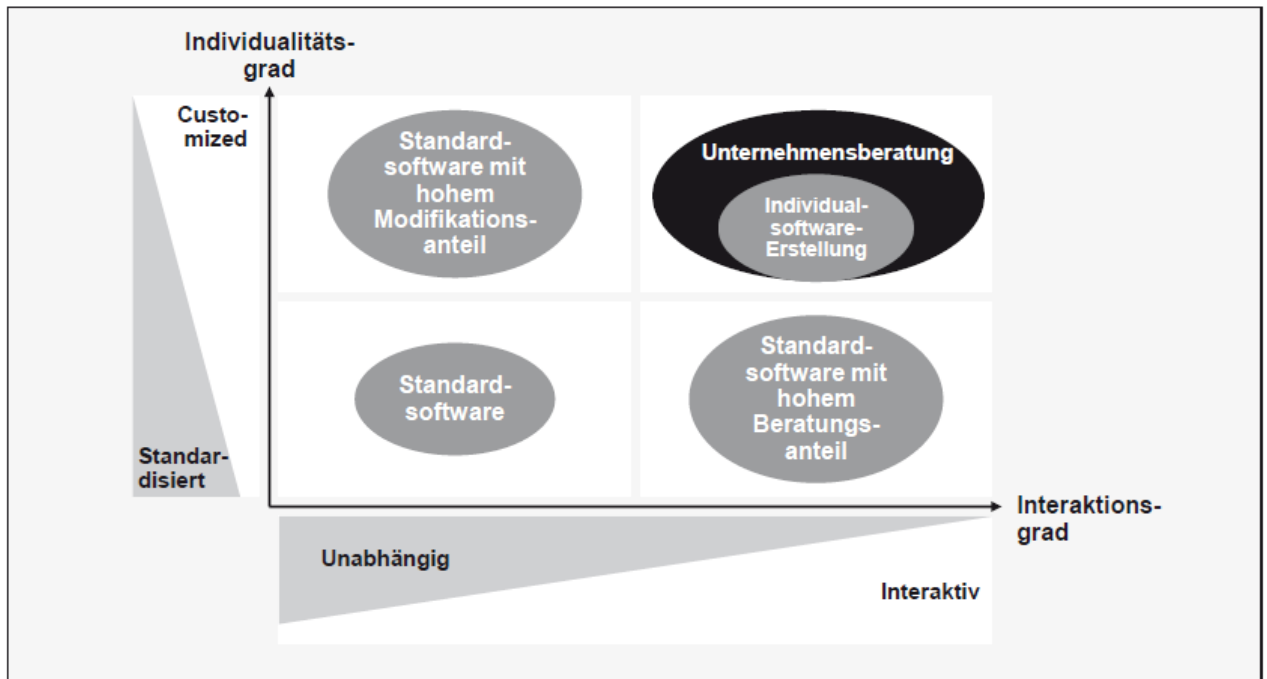 Individualitäts-
grad
Custo-
mized
Standar-
disiert
Standard-
software mit
hohem
Modifikations-
anteil
Unternehmensberatung
Individual-
software-
Erstellung
Standard-
software
Standard-
software mit
hohem
Beratungs-
anteil
Interaktions-
grad
Unabhängig
Interaktiv